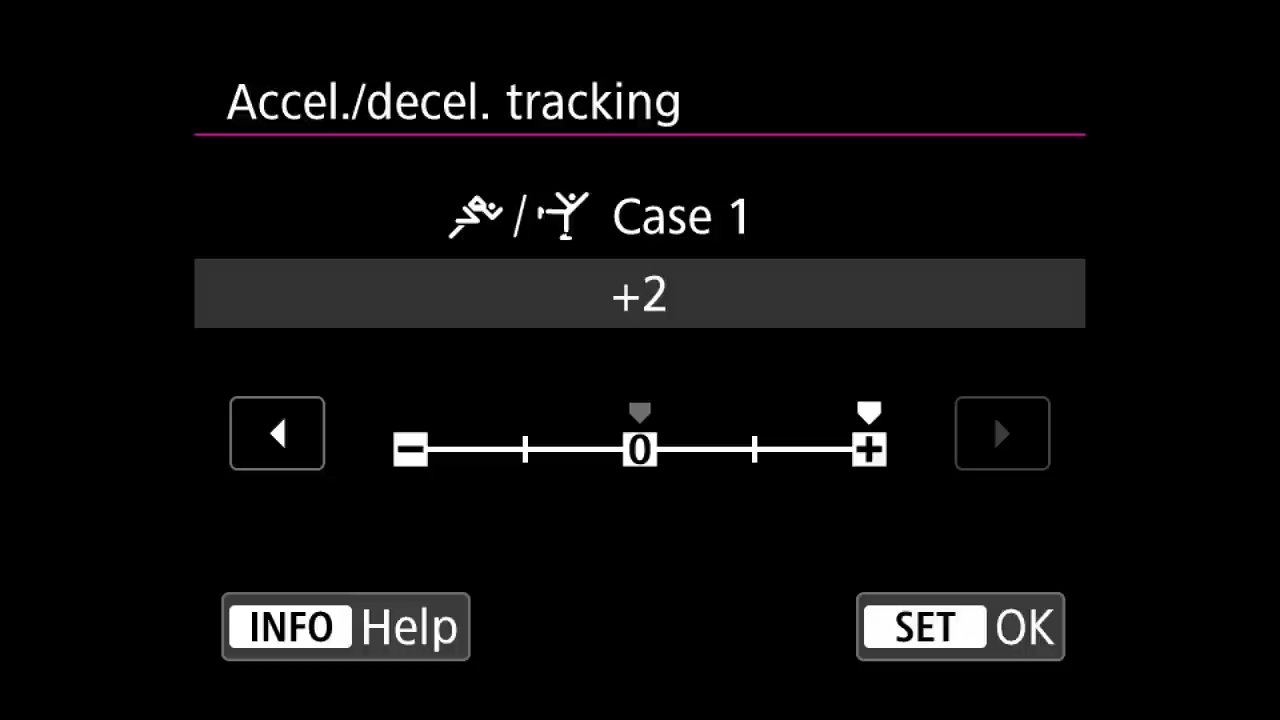 Accel./decel. tracking
/ Case 1
+2
− 0 +
INFO Help
SET OK